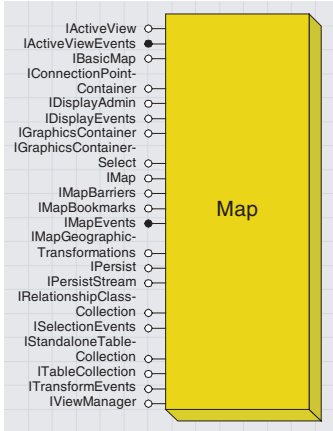 IActiveView
IActiveViewEvents
IBasicMap
IConnectionPoint-
Container
IDisplayAdmin
IDisplayEvents
IGraphicsContainer
IGraphicsContainer-
Select
IMap
IMapBarriers
IMapBookmarks
IMapEvents
IMapGeographic-
Transformations
IPersist
IPersistStream
IRelationshipClass-
Collection
ISelectionEvents
IStandaloneTable-
Collection
ITableCollection
ITransformEvents
IViewManager
Map